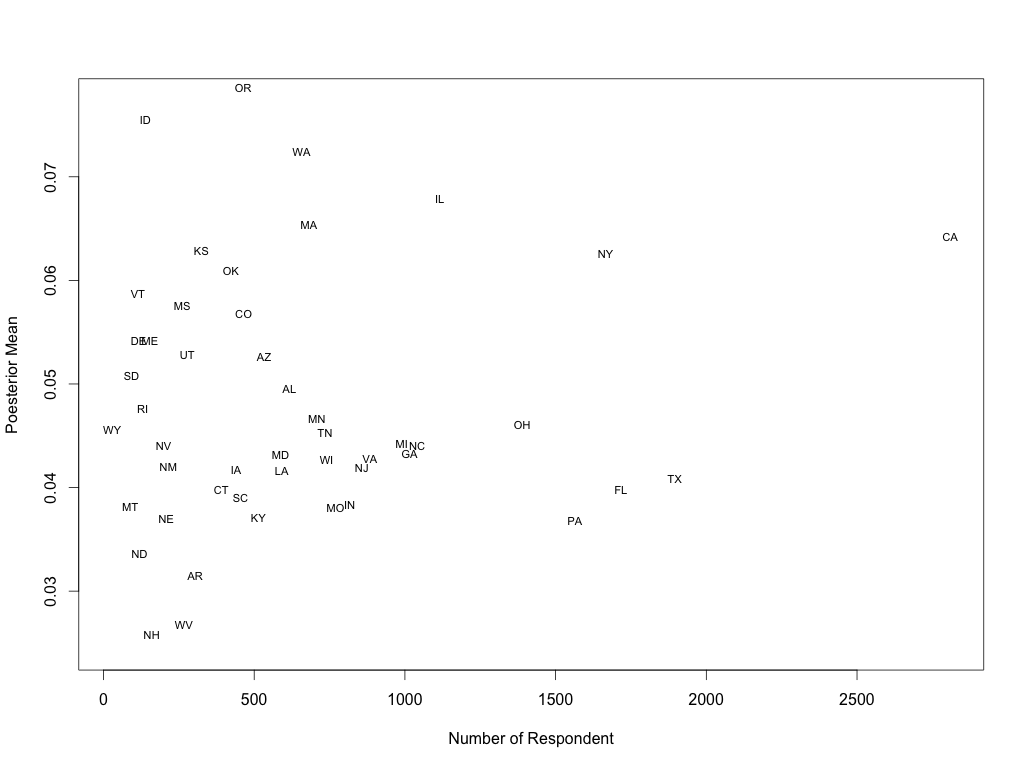 Poesterior Mean
0.07
0.06
0.05
0.04
0.03
OR
ID
WA
IL
MA
CA
KS
NY
OK
VT
MS
CO
DE ME
UT
AZ
SD
AL
RI
MN
OH
WY
TN
NV
MI NC
MD
GA
WI
VA
NM
NJ
IA
LA
TX
CT
FL
SC
IN
MT
MO
NE
KY
PA
ND
AR
WV
NH
0 500 1000 1500 2000 2500
Number of Respondent